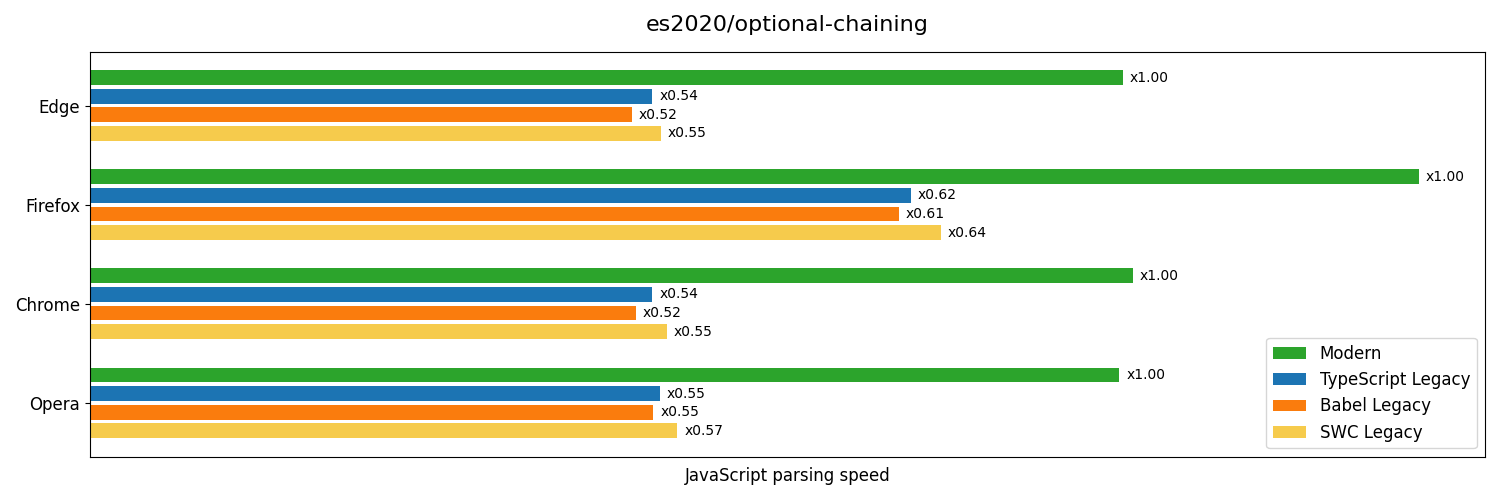 es2020/optional-chaining
Edge
x1.00
x0.54
x0.52
x0.55
Firefox
x1.00
x0.62
x0.61
x0.64
Chrome
x1.00
x0.54
x0.52
x0.55
Opera
x1.00
x0.55
x0.55
x0.57
Modern
TypeScript Legacy
Babel Legacy
SWC Legacy
JavaScript parsing speed